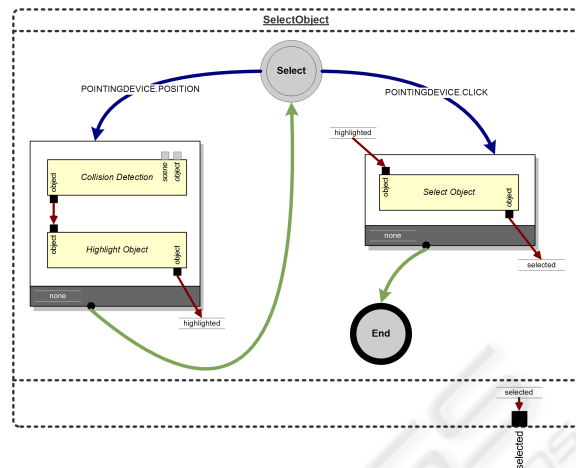 SelectObject
Select
POINTINGDEVICE.POSITION
POINTINGDEVICE.CLICK
highlighted
scene
object
object
Collision Detection
object
Select Object
object
object
Highlight Object
object
none
none
selected
highlighted
End
selected
selected